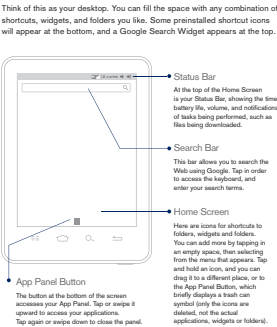 Think of this as your desktop. You can fill the space with any combination of
shortcuts, widgets, and folders you like. Some preinstalled shortcut icons
will appear at the bottom, and a Google Search Widget appears at the top.
Status Bar
At the top of the Home Screen
is your Status Bar, showing the time,
battery life, volume, and notifications
of tasks being performed, such as
files being downloaded.
Search Bar
This bar allows you to search the
Web using Google. Tap in order
to access the keyboard, and
enter your search terms.
Home Screen
Here are icons for shortcuts to
folders, widgets and folders.
You can add more by tapping in
an empty space, then selecting
from the menu that appears. Tap
and hold an icon, and you can
drag it to a different place, or to
the App Panel Button, which
briefly displays a trash can
symbol (only the icons are
deleted, not the actual
applications, widgets or folders).
App Panel Button
The button at the bottom of the screen
accesses your App Panel. Tap or swipe it
upward to access your applications.
Tap again or swipe down to close the panel.